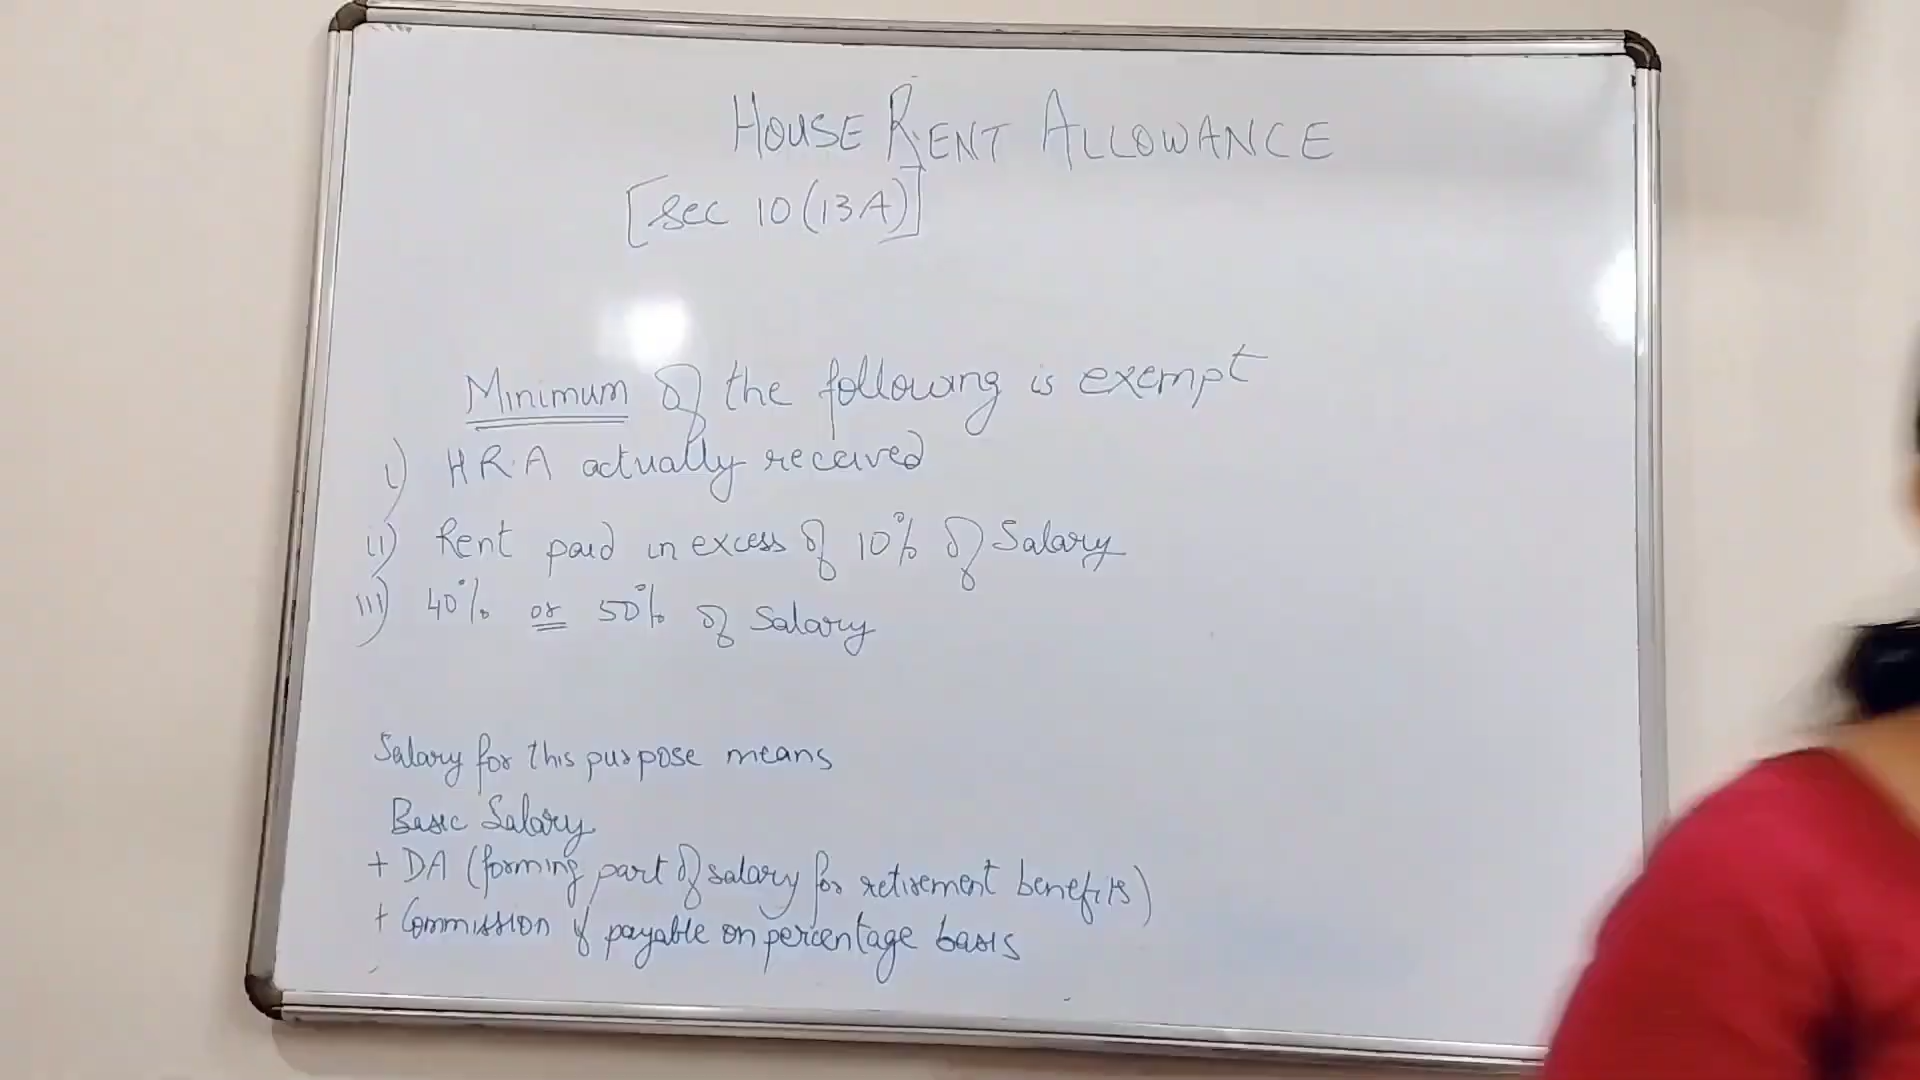 HOUSE RENT ALLOWANCE
[sec 10(13A)]
Minimum of the following is exempt
i) H.R.A actually received
ii) Rent paid in excess of 10% of Salary
iii) 40% or 50% of Salary
Salary for this purpose means
Basic Salary
+ DA (forming part of salary for retirement benefits)
+ Commission if payable on percentage basis